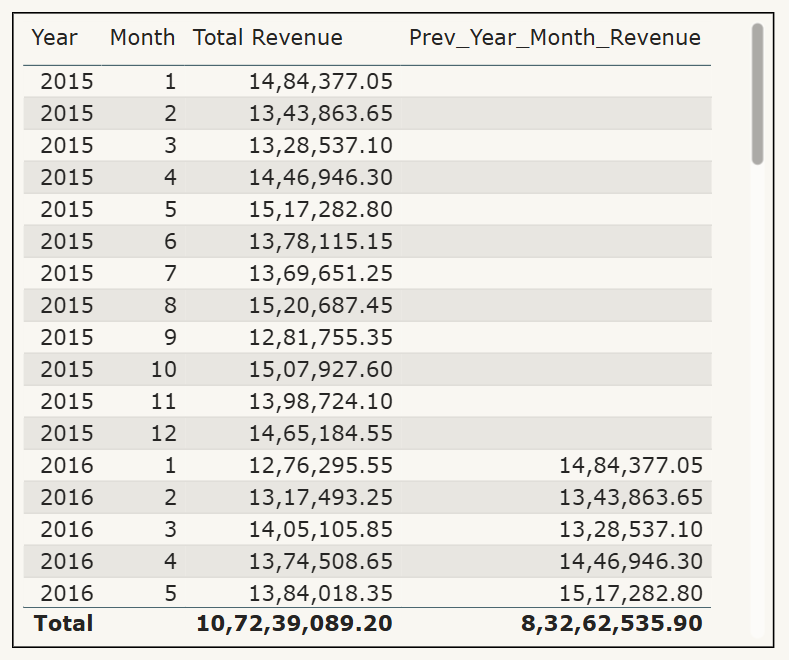 Year Month Total Revenue Prev_Year_Month_Revenue
2015 1 14,84,377.05
2015 2 13,43,863.65
2015 3 13,28,537.10
2015 4 14,46,946.30
2015 5 15,17,282.80
2015 6 13,78,115.15
2015 7 13,69,651.25
2015 8 15,20,687.45
2015 9 12,81,755.35
2015 10 15,07,927.60
2015 11 13,98,724.10
2015 12 14,65,184.55
2016 1 12,76,295.55 14,84,377.05
2016 2 13,17,493.25 13,43,863.65
2016 3 14,05,105.85 13,28,537.10
2016 4 13,74,508.65 14,46,946.30
2016 5 13,84,018.35 15,17,282.80
Total 10,72,39,089.20 8,32,62,535.90